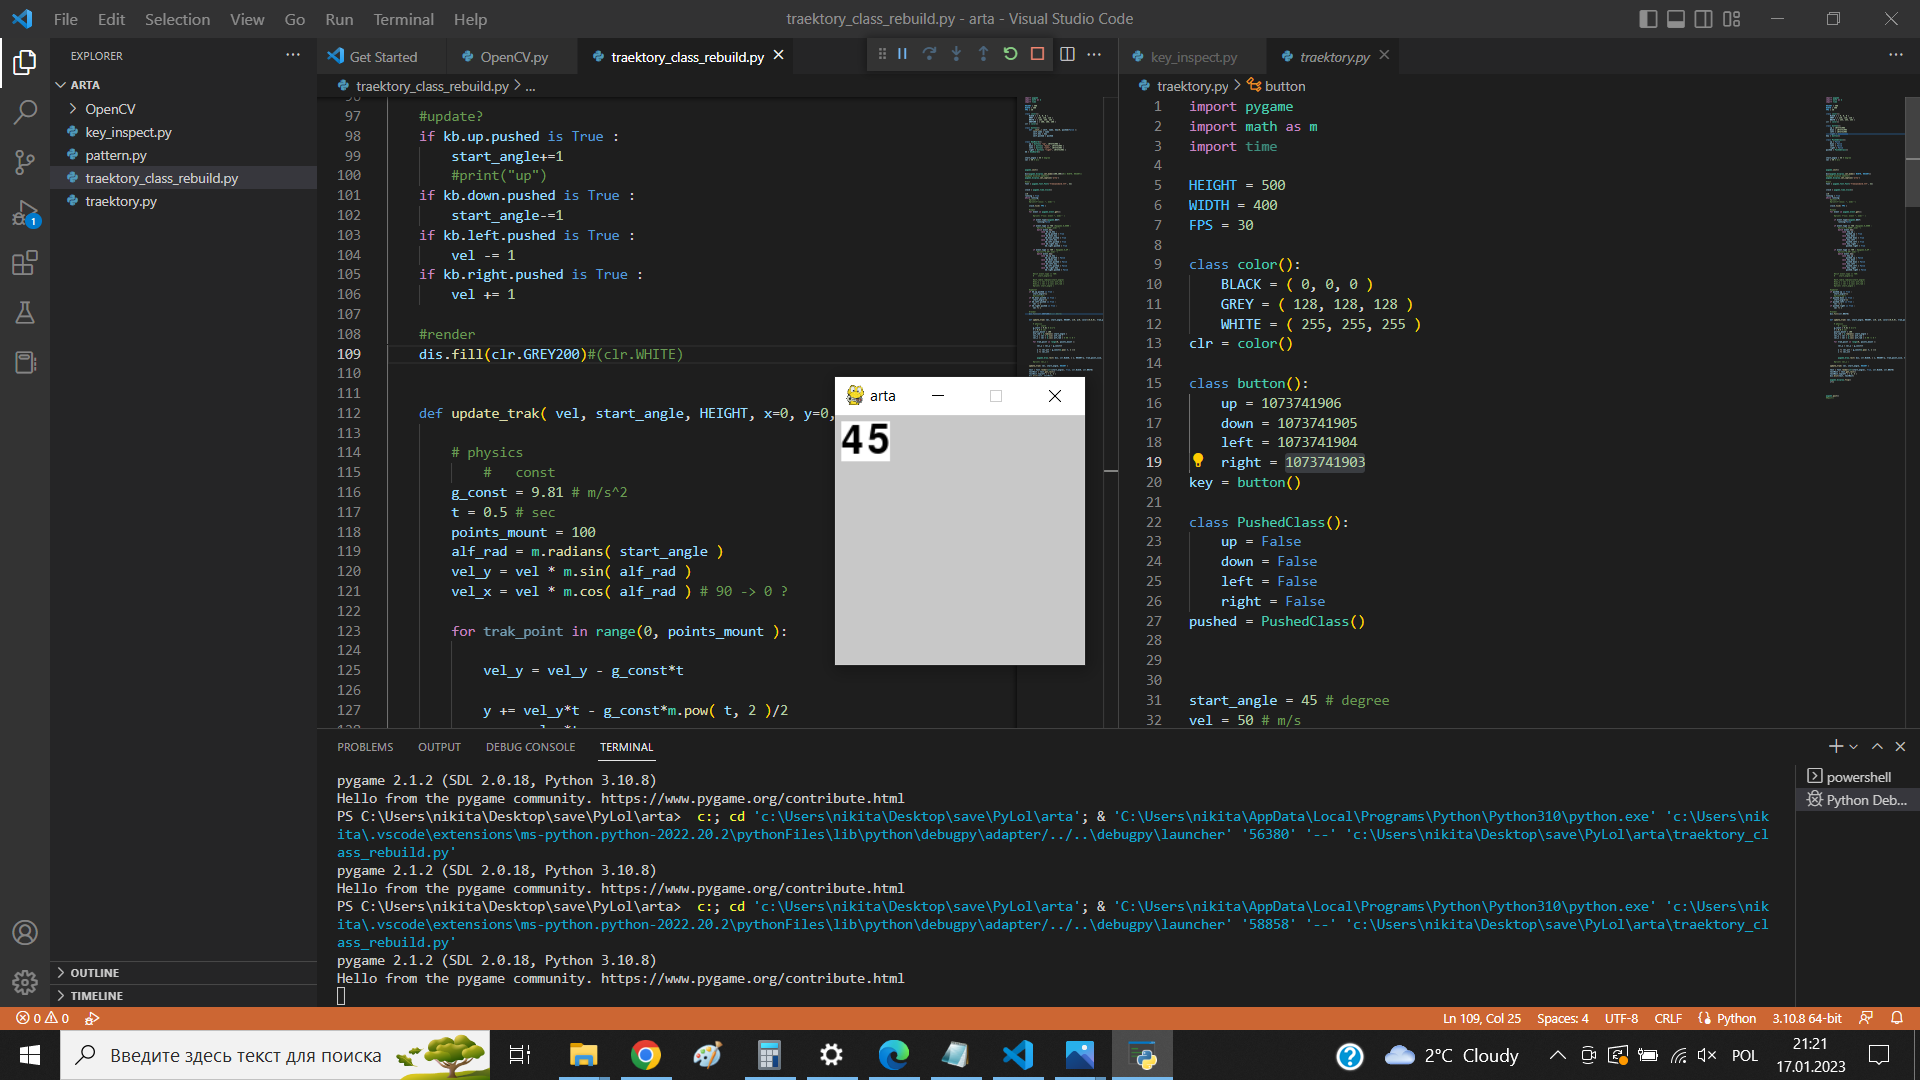 File Edit Selection View Go Run Terminal Help
traektory_class_rebuild.py - arta - Visual Studio Code
EXPLORER
ARTA
OpenCV
key_inspect.py
pattern.py
traektory_class_rebuild.py
traektory.py
1
OUTLINE
TIMELINE
Get Started
OpenCV.py
traektory_class_rebuild.py
traektory_class_rebuild.py > ...
97 #update?
98 if kb.up.pushed is True :
99 start_angle+=1
100 #print("up")
101 if kb.down.pushed is True :
102 start_angle-=1
103 if kb.left.pushed is True :
104 vel -= 1
105 if kb.right.pushed is True :
106 vel += 1
107
108 #render
109 dis.fill(clr.GREY200)#(clr.WHITE)
110
111
112 def update_trak( vel, start_angle, HEIGHT, x=0, y=0,
113
114 # physics
115 # const
116 g_const = 9.81 # m/s^2
117 t = 0.5 # sec
118 points_mount = 100
119 alf_rad = m.radians( start_angle )
120 vel_y = vel * m.sin( alf_rad )
121 vel_x = vel * m.cos( alf_rad ) # 90 -> 0 ?
122
123 for trak_point in range(0, points_mount ):
124
125 vel_y = vel_y - g_const*t
126
127 y += vel_y*t - g_const*m.pow( t, 2 )/2
arta
45
key_inspect.py
traektory.py
traektory.py > button
1 import pygame
2 import math as m
3 import time
4
5 HEIGHT = 500
6 WIDTH = 400
7 FPS = 30
8
9 class color():
10 BLACK = ( 0, 0, 0 )
11 GREY = ( 128, 128, 128 )
12 WHITE = ( 255, 255, 255 )
13 clr = color()
14
15 class button():
16 up = 1073741906
17 down = 1073741905
18 left = 1073741904
19 right = 1073741903
20 key = button()
21
22 class PushedClass():
23 up = False
24 down = False
25 left = False
26 right = False
27 pushed = PushedClass()
28
29
30
31 start_angle = 45 # degree
32 vel = 50 # m/s
PROBLEMS OUTPUT DEBUG CONSOLE TERMINAL
pygame 2.1.2 (SDL 2.0.18, Python 3.10.8)
Hello from the pygame community. https://www.pygame.org/contribute.html
PS C:\Users\nikita\Desktop\save\PyLol\arta> c:; cd 'c:\Users\nikita\Desktop\save\PyLol\arta'; & 'C:\Users\nikita\AppData\Local\Programs\Python\Python310\python.exe' 'c:\Users\nik
ita\.vscode\extensions\ms-python.python-2022.20.2\pythonFiles\lib\python\debugpy\adapter/../..\debugpy\launcher' '56380' '--' 'c:\Users\nikita\Desktop\save\PyLol\arta\traektory_cl
ass_rebuild.py'
pygame 2.1.2 (SDL 2.0.18, Python 3.10.8)
Hello from the pygame community. https://www.pygame.org/contribute.html
PS C:\Users\nikita\Desktop\save\PyLol\arta> c:; cd 'c:\Users\nikita\Desktop\save\PyLol\arta'; & 'C:\Users\nikita\AppData\Local\Programs\Python\Python310\python.exe' 'c:\Users\nik
ita\.vscode\extensions\ms-python.python-2022.20.2\pythonFiles\lib\python\debugpy\adapter/../..\debugpy\launcher' '58858' '--' 'c:\Users\nikita\Desktop\save\PyLol\arta\traektory_cl
ass_rebuild.py'
pygame 2.1.2 (SDL 2.0.18, Python 3.10.8)
Hello from the pygame community. https://www.pygame.org/contribute.html
powershell
Python Deb...
0 0
Ln 109, Col 25 Spaces: 4 UTF-8 CRLF Python 3.10.8 64-bit
Введите здесь текст для поиска
2°C Cloudy
POL
21:21
17.01.2023